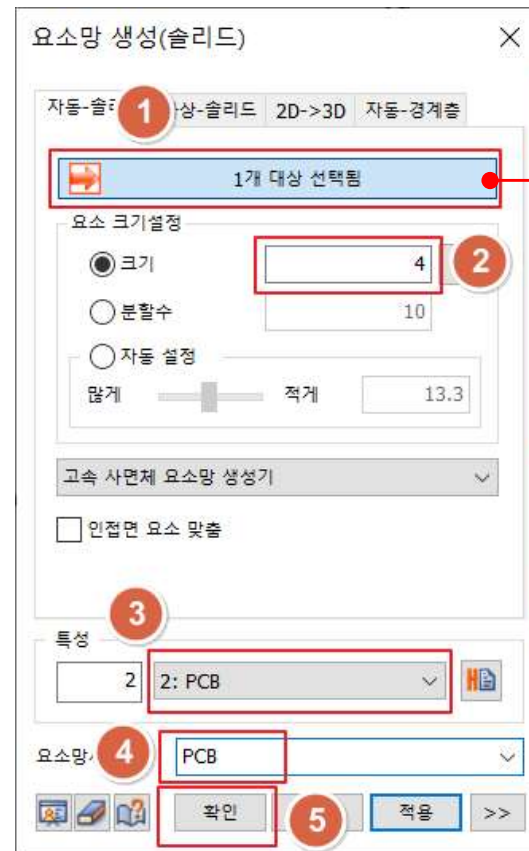 요소망 생성(솔리드)
자동-솔 1 사상-솔리드 2D->3D 자동-경계층
1개 대상 선택됨
요소 크기설정
크기 4 2
분할수 10
자동 설정
많게 적게 13.3
고속 사면체 요소망 생성기
인접면 요소 맞춤
3
특성
2 2: PCB
요소망 4 PCB
확인 5 적용 >>